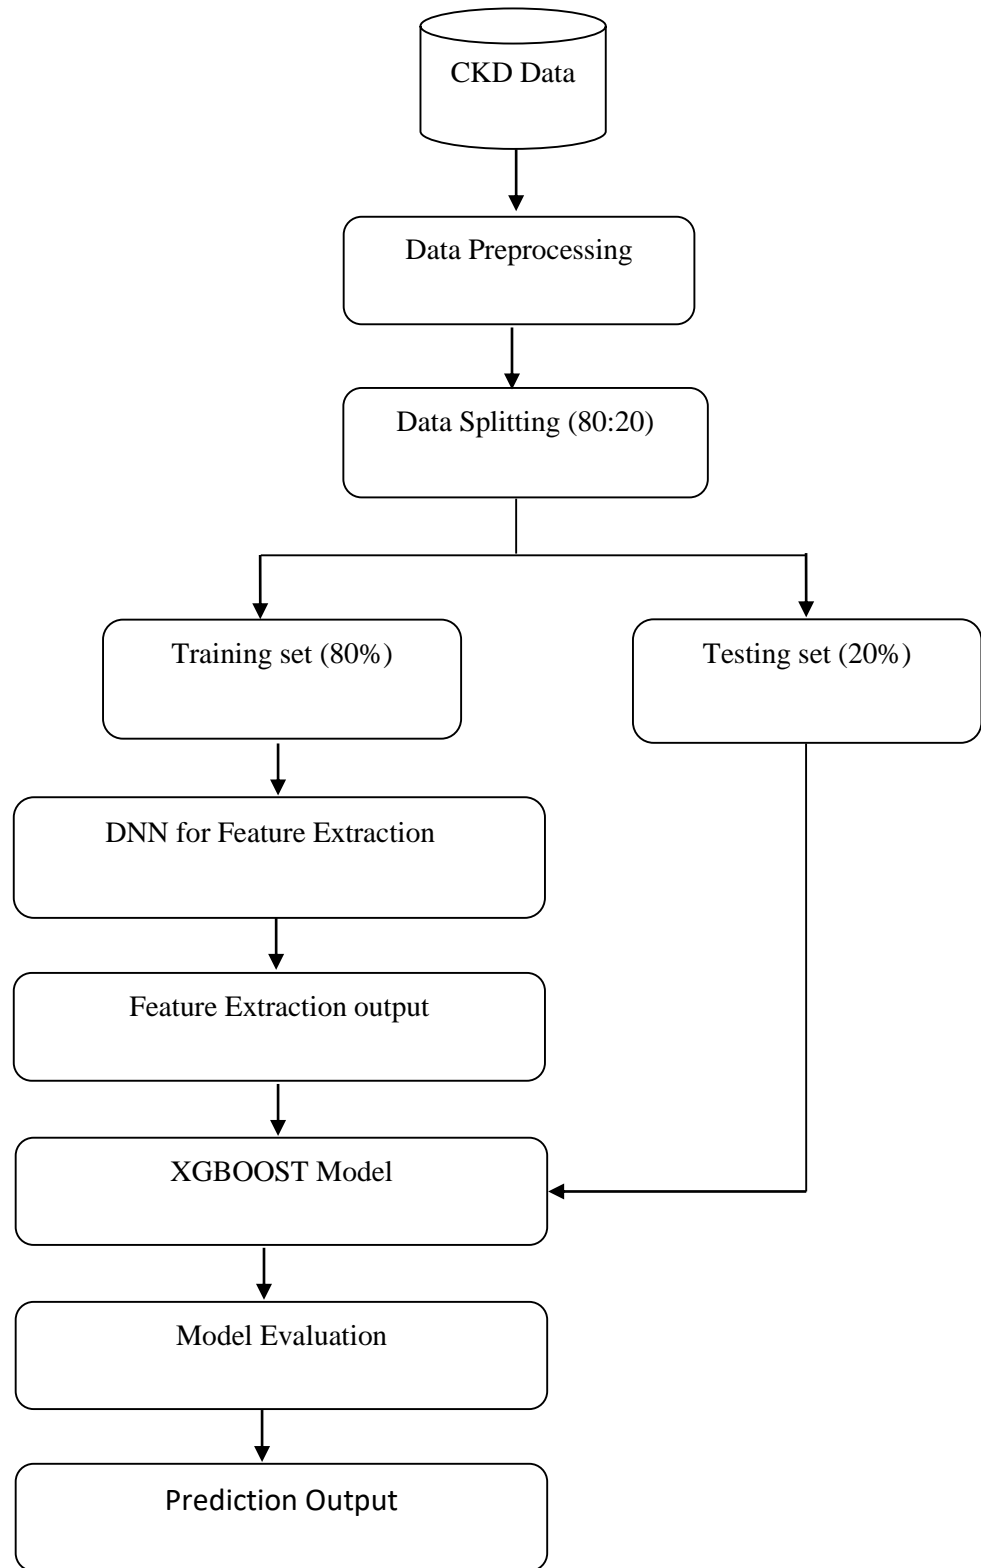 CKD Data
Data Preprocessing
Data Splitting (80:20)
Training set (80%)
Testing set (20%)
DNN for Feature Extraction
Feature Extraction output
XGBOOST Model
Model Evaluation
Prediction Output